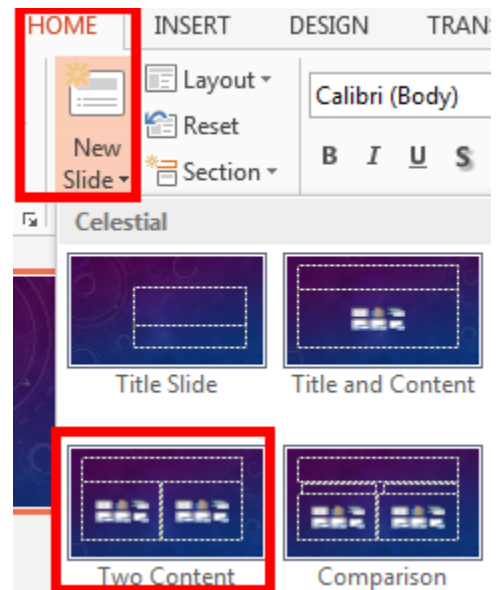 HOME INSERT DESIGN TRANS
Layout
Calibri (Body)
New
Slide
Reset
B I U S
Section
Celestial
Title Slide Title and Content
Two Content Comparison